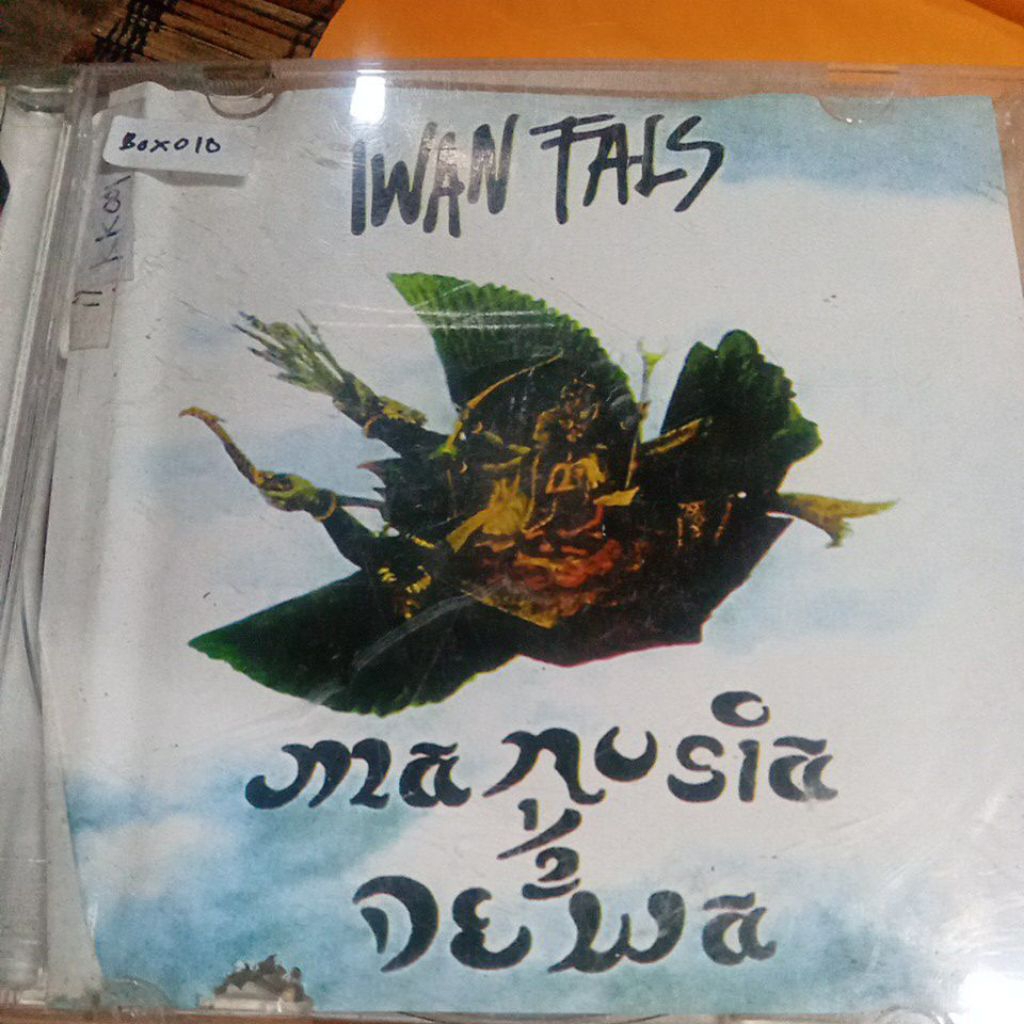 BOX010
IWAN FALS
maNusia
1/2
DEwa